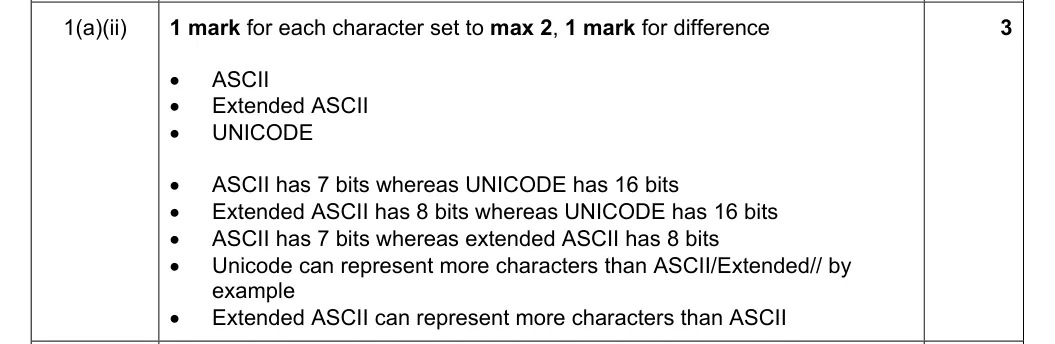 1(a)(ii) 1 mark for each character set to max 2, 1 mark for difference 3
• ASCII
• Extended ASCII
• UNICODE
• ASCII has 7 bits whereas UNICODE has 16 bits
• Extended ASCII has 8 bits whereas UNICODE has 16 bits
• ASCII has 7 bits whereas extended ASCII has 8 bits
• Unicode can represent more characters than ASCII/Extended// by
example
• Extended ASCII can represent more characters than ASCII